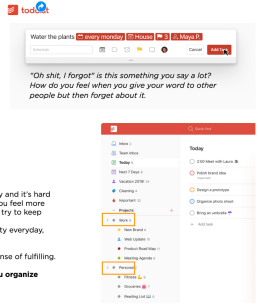 todoist
Water the plants every monday House 3 Maya P.
Schedule
Cancel Add task
"Oh shit, I forgot" is this something you say a lot?
How do you feel when you give your word to other
people but then forget about it.
Quick find
Inbox
Team Inbox
Today
Next 7 Days
Vacation 2019
Cleaning
Important
Projects
Work
New Brand
Web Update
Product Road Map
Meeting Agenda
Personal
Fitness
Groceries
Reading List
Today
2:00 Meet with Laura
Polish brand idea
Design a prototype
Organize photo shoot
Bring an umbrella
+ Add task
y and it's hard
ou feel more
try to keep
ty everyday,
nse of fulfilling.
u organize